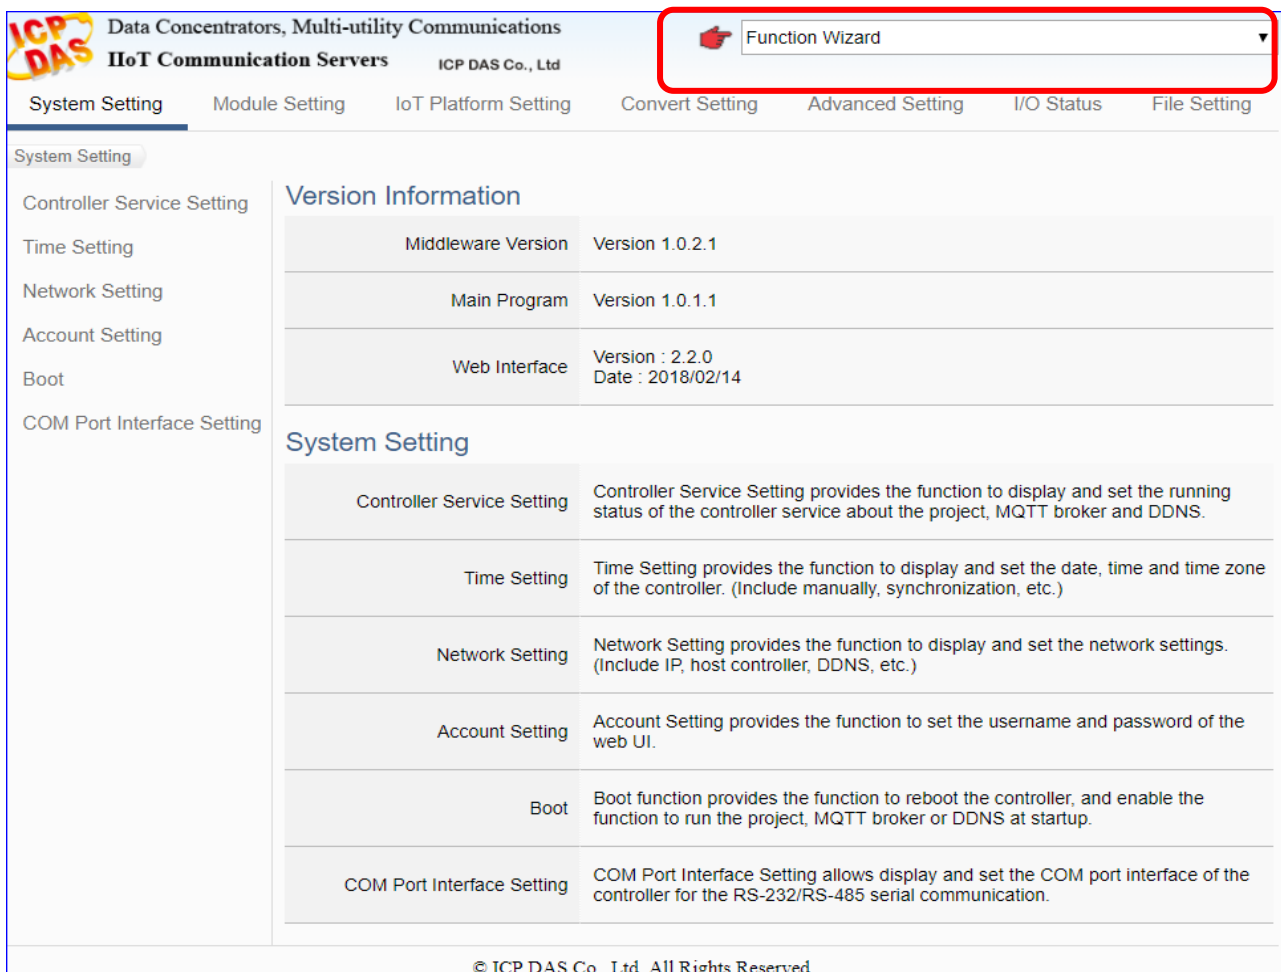 ICP DAS
Data Concentrators, Multi-utility Communications
IIoT Communication Servers ICP DAS Co., Ltd
Function Wizard
System Setting Module Setting IoT Platform Setting Convert Setting Advanced Setting I/O Status File Setting
System Setting
Controller Service Setting
Time Setting
Network Setting
Account Setting
Boot
COM Port Interface Setting
Version Information
Middleware Version Version 1.0.2.1
Main Program Version 1.0.1.1
Web Interface Version : 2.2.0
Date : 2018/02/14
System Setting
Controller Service Setting Controller Service Setting provides the function to display and set the running
status of the controller service about the project, MQTT broker and DDNS.
Time Setting Time Setting provides the function to display and set the date, time and time zone
of the controller. (Include manually, synchronization, etc.)
Network Setting Network Setting provides the function to display and set the network settings.
(Include IP, host controller, DDNS, etc.)
Account Setting Account Setting provides the function to set the username and password of the
web UI.
Boot Boot function provides the function to reboot the controller, and enable the
function to run the project, MQTT broker or DDNS at startup.
COM Port Interface Setting COM Port Interface Setting allows display and set the COM port interface of the
controller for the RS-232/RS-485 serial communication.
© ICP DAS Co., Ltd. All Rights Reserved